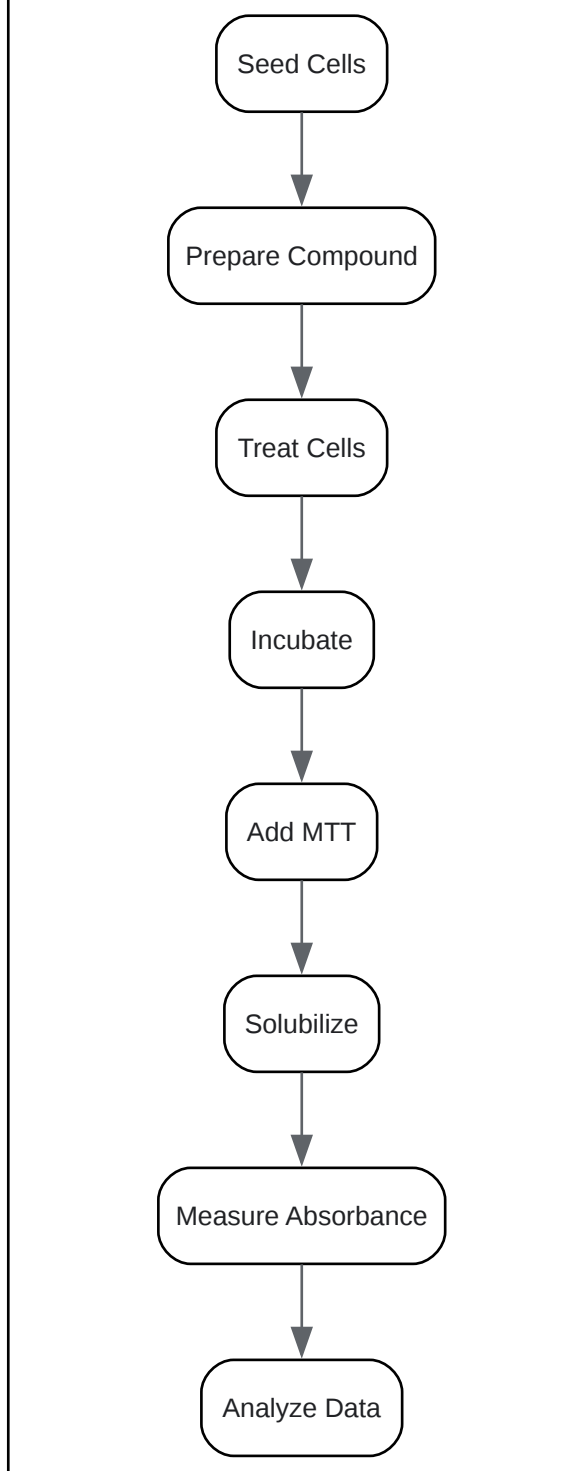 Seed Cells
Prepare Compound
Treat Cells
Incubate
Add MTT
Solubilize
Measure Absorbance
Analyze Data